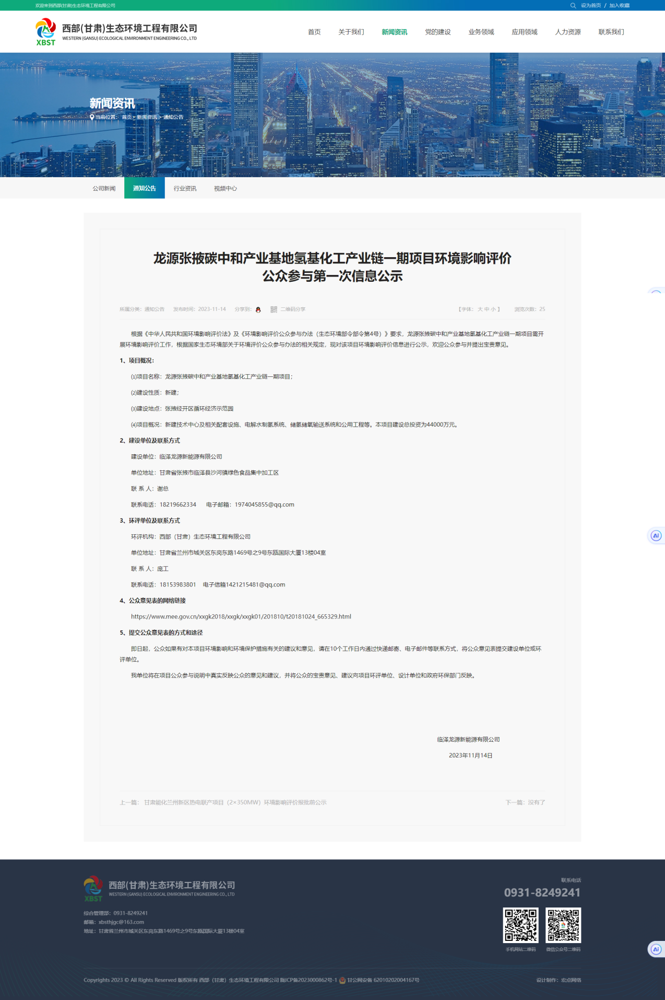 欢迎来到西部(甘肃)生态环境工程有限公司
设为首页 / 加入收藏
西部(甘肃)生态环境工程有限公司
WESTERN (GANSU) ECOLOGICAL ENVIRONMENT ENGINEERING CO., LTD
XBST
首页 关于我们 新闻资讯 党的建设 业务领域 应用领域 人力资源 联系我们
新闻资讯
当前位置： 首页> 新闻资讯 > 通知公告
公司新闻 通知公告 行业资讯 视频中心
龙源张掖碳中和产业基地氢基化工产业链一期项目环境影响评价
公众参与第一次信息公示
所属分类：通知公告 发布时间：2023-11-14 分享到： 二维码分享 【字体： 大 中 小 】 浏览次数：25
根据《中华人民共和国环境影响评价法》及《环境影响评价公众参与办法（生态环境部令部令第4号）》要求，龙源张掖碳中和产业基地氢基化工产业链一期项目需开
展环境影响评价工作，根据国家生态环境部关于环境评价公众参与办法的相关规定，现对该项目环境影响评价信息进行公示，欢迎公众参与并提出宝贵意见。
1、项目概况：
⑴项目名称：龙源张掖碳中和产业基地氢基化工产业链一期项目；
⑵建设性质：新建；
⑶建设地点：张掖经开区循环经济示范园
⑷项目概况：新建技术中心及相关配套设施、电解水制氢系统、储氢储氧输送系统和公用工程等。本项目建设总投资为44000万元。
2、建设单位及联系方式
建设单位：临泽龙源新能源有限公司
单位地址：甘肃省张掖市临泽县沙河镇绿色食品集中加工区
联 系 人：谢总
联系电话：18219662334 电子邮箱：1974045855@qq.com
3、环评单位及联系方式
环评机构：西部（甘肃）生态环境工程有限公司
单位地址：甘肃省兰州市城关区东岗东路1469号之9号东瓯国际大厦13楼04室
联 系 人：庞工
联系电话：18153983801 电子信箱1421215481@qq.com
4、公众意见表的网络链接
https://www.mee.gov.cn/xxgk2018/xxgk/xxgk01/201810/t20181024_665329.html
5、提交公众意见表的方式和途径
即日起，公众如果有对本项目环境影响和环境保护措施有关的建议和意见，请在10个工作日内通过快递邮寄、电子邮件等联系方式，将公众意见表提交建设单位或环
评单位。
我单位将在项目公众参与说明中真实反映公众的意见和建议，并将公众的宝贵意见、建议向项目环评单位、设计单位和政府环保部门反映。
临泽龙源新能源有限公司
2023年11月14日
上一篇： 甘肃能化兰州新区热电联产项目（2×350MW）环境影响评价报批前公示 下一篇：没有了
Ai
西部(甘肃)生态环境工程有限公司
WESTERN (GANSU) ECOLOGICAL ENVIRONMENT ENGINEERING CO., LTD
XBST
联系电话
0931-8249241
综合管理部：0931-8249241
邮箱：xbsthjgc@163.com
地址：甘肃省兰州市城关区东岗东路1469号之9号东瓯国际大厦13楼04室
手机网站二维码 微信公众号二维码
Ai
Copyrights 2023 © All Rights Reserved 版权所有 西部（甘肃）生态环境工程有限公司 陇ICP备2023000862号-1 甘公网安备 62010202004167号 设计制作：宏点网络